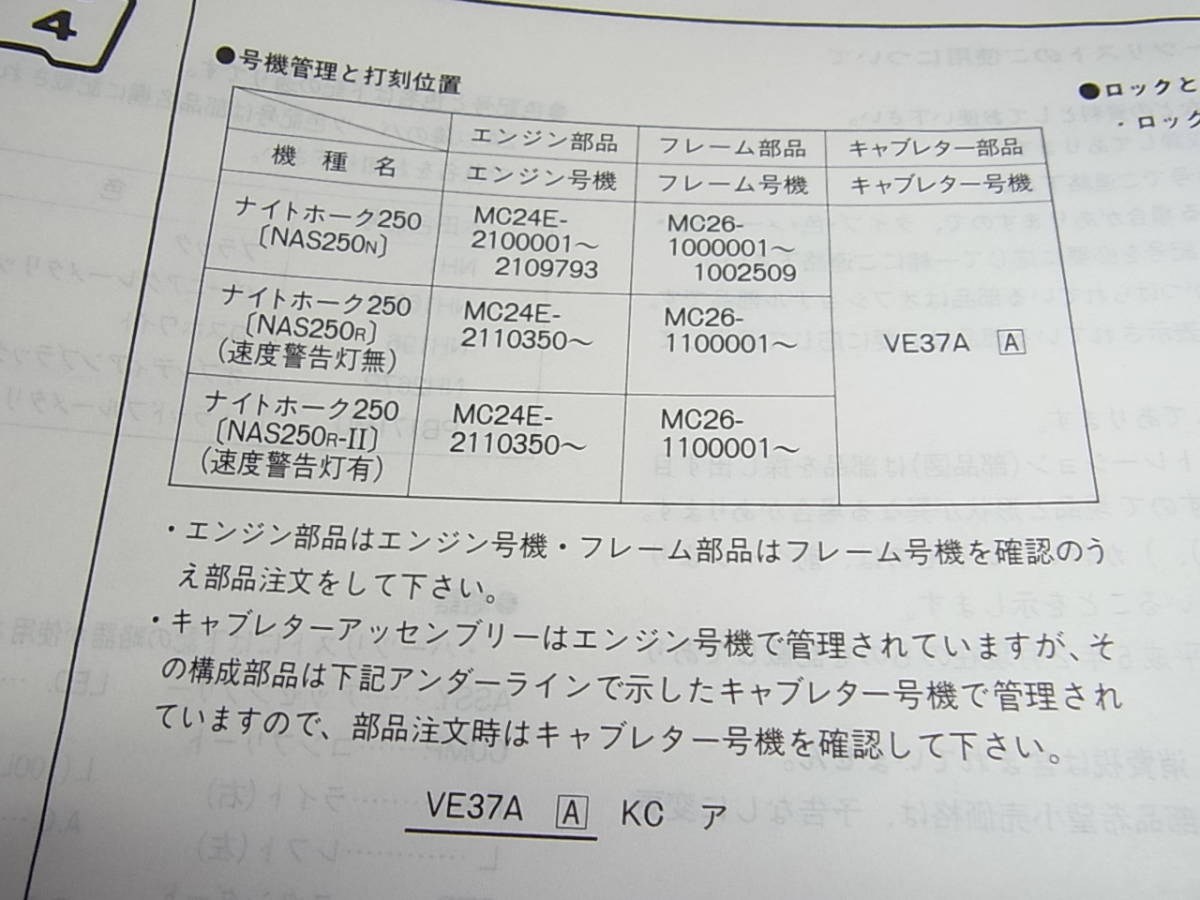 4
●号機管理と打刻位置
機種名
エンジン部品
フレーム部品
キャブレター部品
エンジン号機
フレーム号機
キャブレター号機
ナイトホーク250
〔NAS250N〕
MC24E-
2100001～
2109793
MC26-
1000001～
1002509
ナイトホーク250
〔NAS250R〕
(速度警告灯無)
MC24E-
2110350～
MC26-
1100001～
VE37A A
ナイトホーク250
〔NAS250R-II〕
(速度警告灯有)
MC24E-
2110350～
MC26-
1100001～
・エンジン部品はエンジン号機・フレーム部品はフレーム号機を確認のう
え部品注文をして下さい。
・キャブレターアッセンブリーはエンジン号機で管理されていますが、そ
の構成部品は下記アンダーラインで示したキャブレター号機で管理され
ていますので、部品注文時はキャブレター号機を確認して下さい。
VE37A A KC ア
●ロックと
・ロック